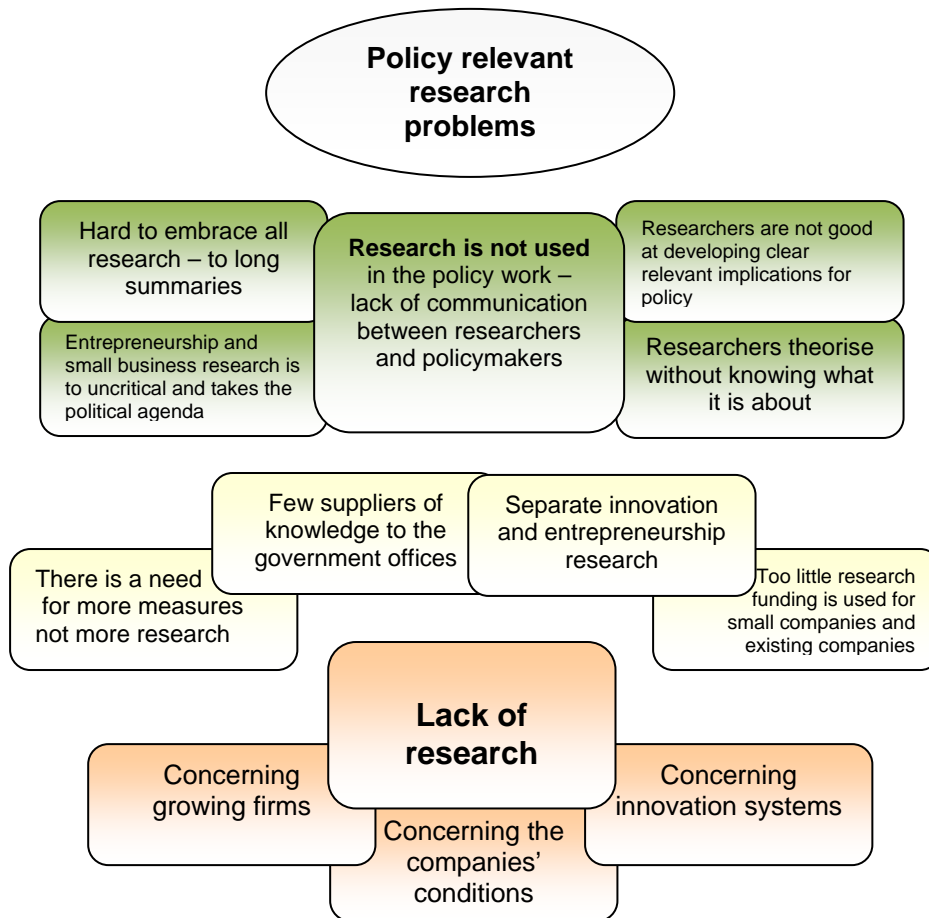 Policy relevant
research
problems
Hard to embrace all
research – to long
summaries
Entrepreneurship and
small business research is
to uncritical and takes the
political agenda
Research is not used
in the policy work –
lack of communication
between researchers
and policymakers
Researchers are not good
at developing clear
relevant implications for
policy
Researchers theorise
without knowing what
it is about
There is a need
for more measures
not more research
Few suppliers of
knowledge to the
government offices
Separate innovation
and entrepreneurship
research
Too little research
funding is used for
small companies and
existing companies
Lack of
research
Concerning
growing firms
Concerning the
companies’
conditions
Concerning
innovation systems